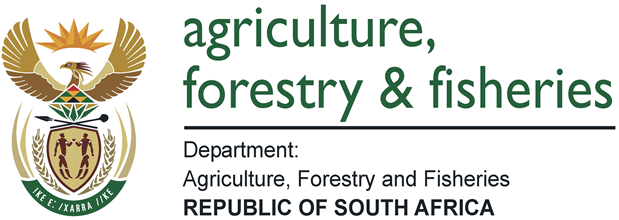 agriculture,
forestry & fisheries
Department:
Agriculture, Forestry and Fisheries
REPUBLIC OF SOUTH AFRICA
!KE E: /XARRA //KE